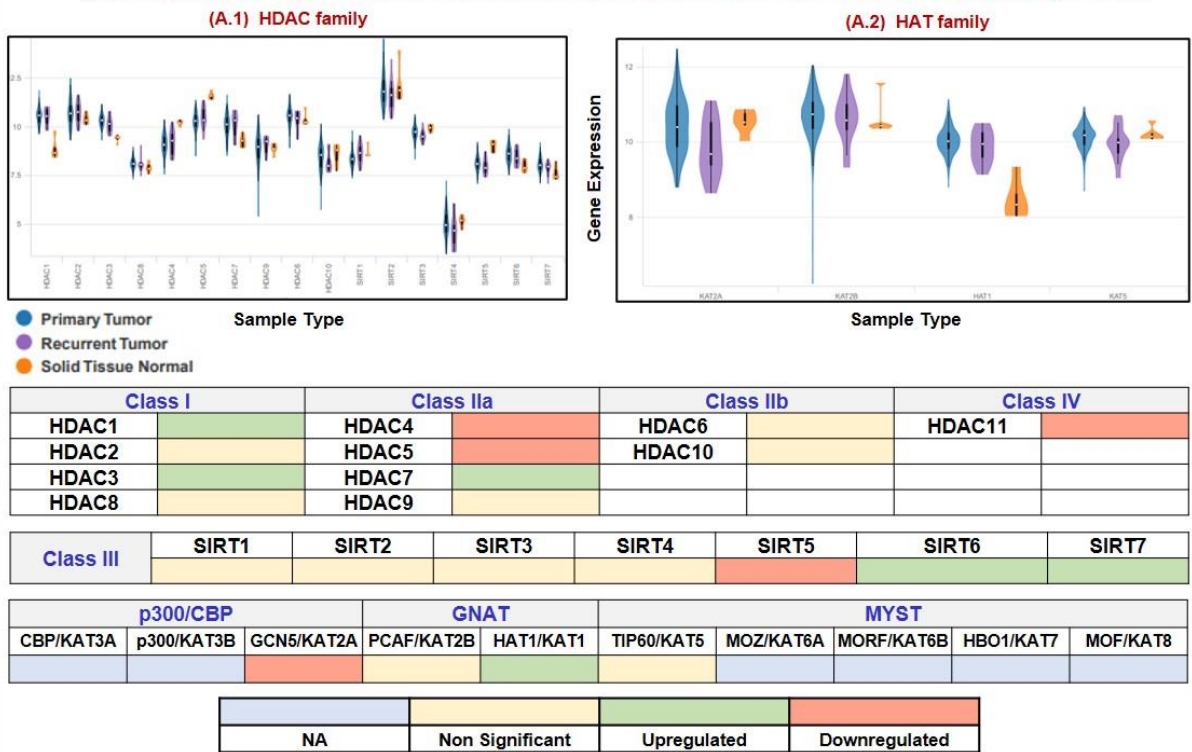 (A.1) HDAC family
2.5
7.5
5
HDAC1 HDAC2 HDAC3 HDAC8 HDAC4 HDAC5 HDAC7 HDAC9 HDAC6 HDAC10 SIRT1 SIRT2 SIRT3 SIRT4 SIRT5 SIRT6 SIRT7
Sample Type
(A.2) HAT family
Gene Expression
12
10
8
KAT2A KAT2B HAT1 KAT5
Sample Type
Primary Tumor
Recurrent Tumor
Solid Tissue Normal
Class I Class IIa Class IIb Class IV
HDAC1 HDAC4 HDAC6 HDAC11
HDAC2 HDAC5 HDAC10
HDAC3 HDAC7
HDAC8 HDAC9
Class III SIRT1 SIRT2 SIRT3 SIRT4 SIRT5 SIRT6 SIRT7
p300/CBP GNAT MYST
CBP/KAT3A p300/KAT3B GCN5/KAT2A PCAF/KAT2B HAT1/KAT1 TIP60/KAT5 MOZ/KAT6A MORF/KAT6B HBO1/KAT7 MOF/KAT8
NA Non Significant Upregulated Downregulated